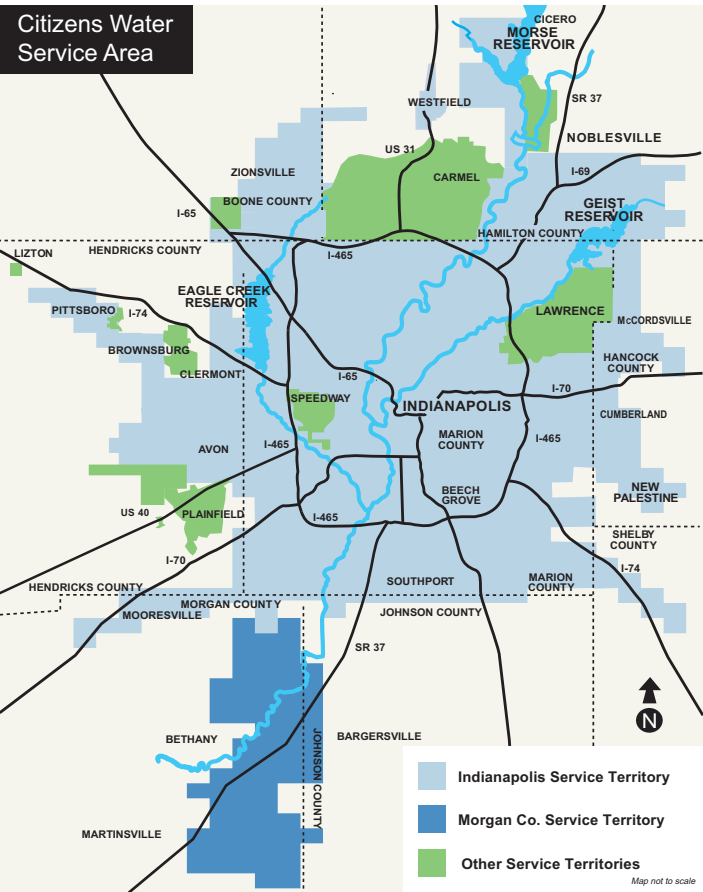 Citizens Water
Service Area
CICERO
MORSE
RESERVOIR
WESTFIELD
SR 37
NOBLESVILLE
US 31
ZIONSVILLE
CARMEL
I-69
BOONE COUNTY
GEIST
RESERVOIR
I-65
HAMILTON COUNTY
LIZTON
HENDRICKS COUNTY
I-465
EAGLE CREEK
RESERVOIR
PITTSBORO
I-74
LAWRENCE
McCORDSVILLE
BROWNSBURG
HANCOCK
COUNTY
CLERMONT
I-65
I-70
SPEEDWAY
INDIANAPOLIS
CUMBERLAND
MARION
COUNTY
I-465
I-465
AVON
BEECH
GROVE
NEW
PALESTINE
US 40
PLAINFIELD
I-465
SHELBY
COUNTY
I-70
I-74
HENDRICKS COUNTY
SOUTHPORT
MARION
COUNTY
MORGAN COUNTY
MOORESVILLE
JOHNSON COUNTY
SR 37
N
BETHANY
BARGERSVILLE
JOHNSON COUNTY
MARTINSVILLE
Indianapolis Service Territory
Morgan Co. Service Territory
Other Service Territories
Map not to scale